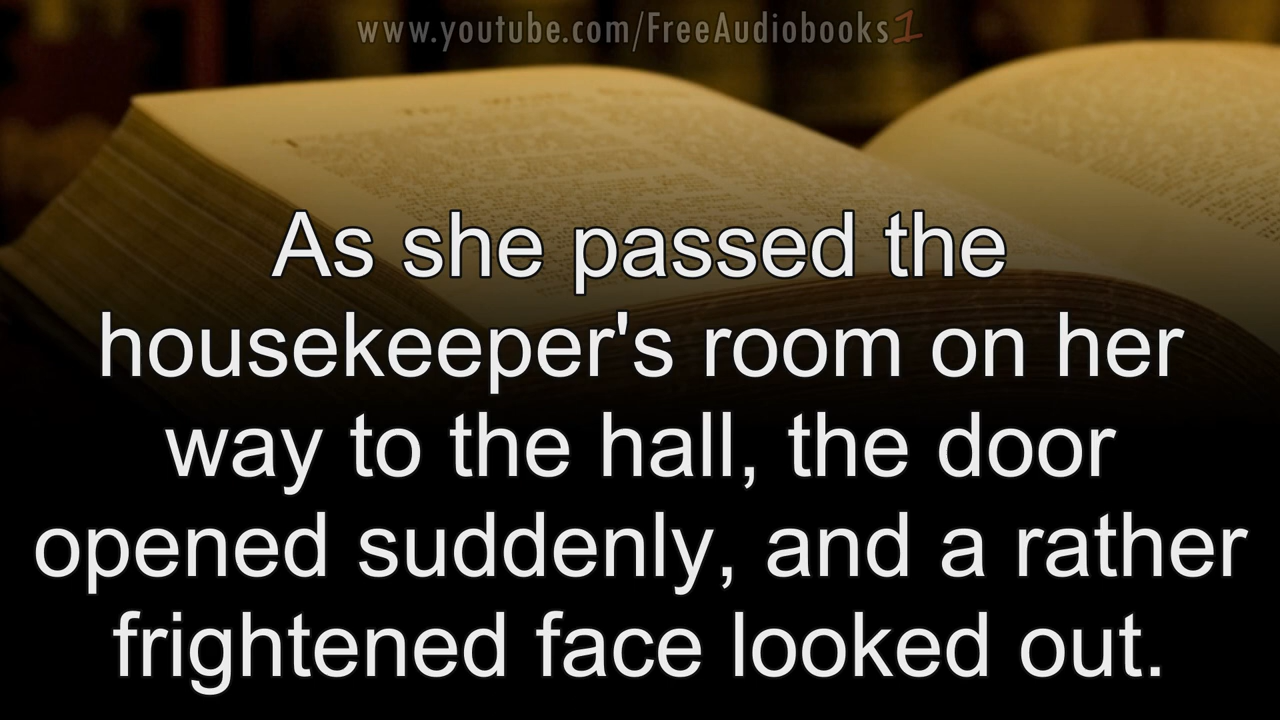 www.youtube.com/FreeAudiobooks1
As she passed the
housekeeper's room on her
way to the hall, the door
opened suddenly, and a rather
frightened face looked out.